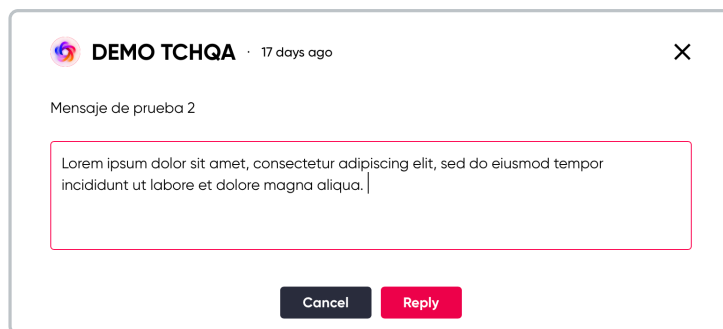 DEMO TCHQA · 17 days ago
Mensaje de prueba 2
Lorem ipsum dolor sit amet, consectetur adipiscing elit, sed do eiusmod tempor
incididunt ut labore et dolore magna aliqua.
Cancel Reply